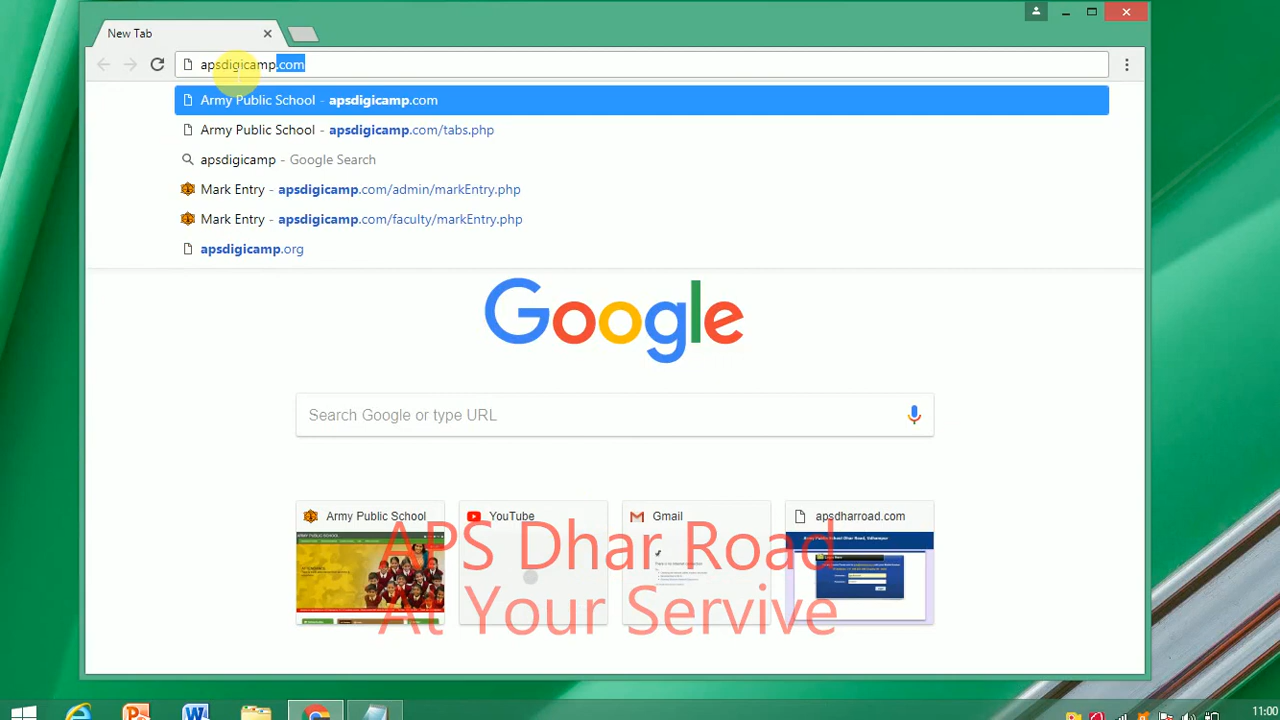 New Tab
apsdigicamp.com
Army Public School - apsdigicamp.com
Army Public School - apsdigicamp.com/tabs.php
apsdigicamp - Google Search
Mark Entry - apsdigicamp.com/admin/markEntry.php
Mark Entry - apsdigicamp.com/faculty/markEntry.php
apsdigicamp.org
Google
Search Google or type URL
Army Public School
YouTube
Gmail
apsdharroad.com
APS Dhar Road
At Your Servive
11:00